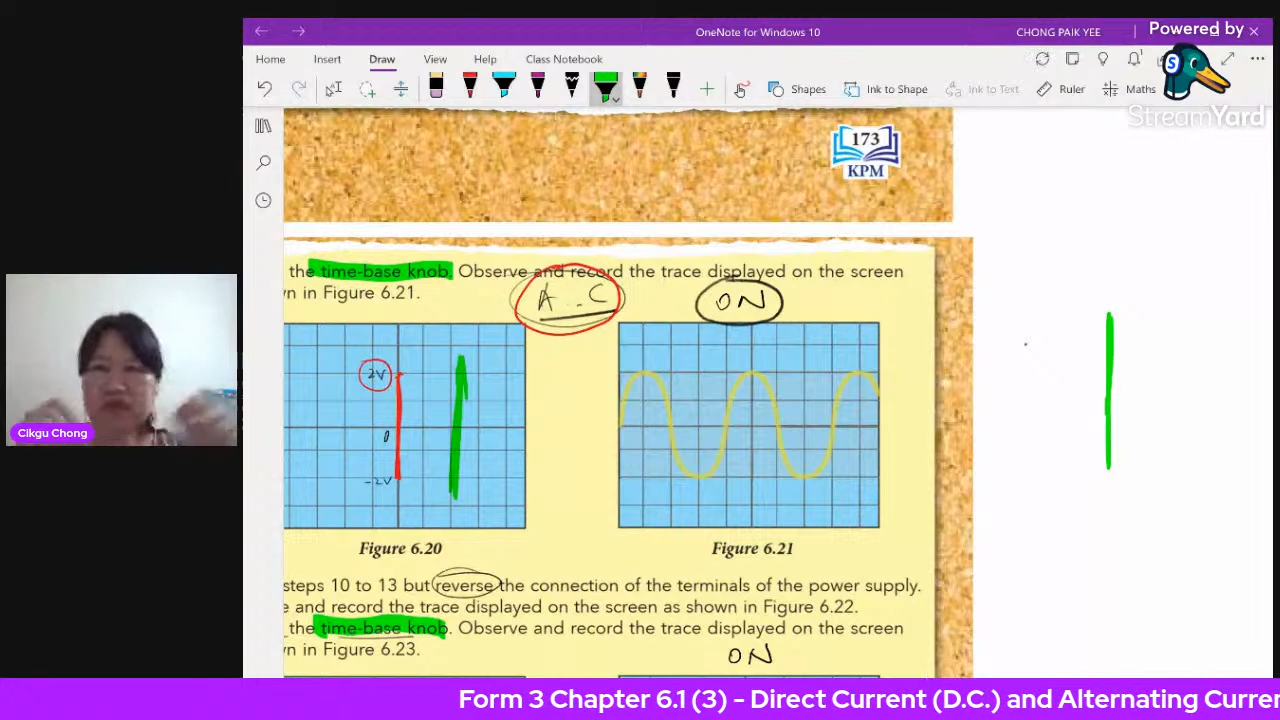 OneNote for Windows 10
CHONG PAIK YEE
Powered by
Home
Insert
Draw
View
Help
Class Notebook
Shapes
Ink to Shape
Ink to Text
Ruler
Maths
S
StreamYard
173
KPM
the time-base knob. Observe and record the trace displayed on the screen
n in Figure 6.21.
A.C
ON
2V
0
-2V
Figure 6.20
Figure 6.21
steps 10 to 13 but reverse the connection of the terminals of the power supply.
e and record the trace displayed on the screen as shown in Figure 6.22.
the time-base knob. Observe and record the trace displayed on the screen
n in Figure 6.23.
ON
Cikgu Chong
Form 3 Chapter 6.1 (3) - Direct Current (D.C.) and Alternating Curre